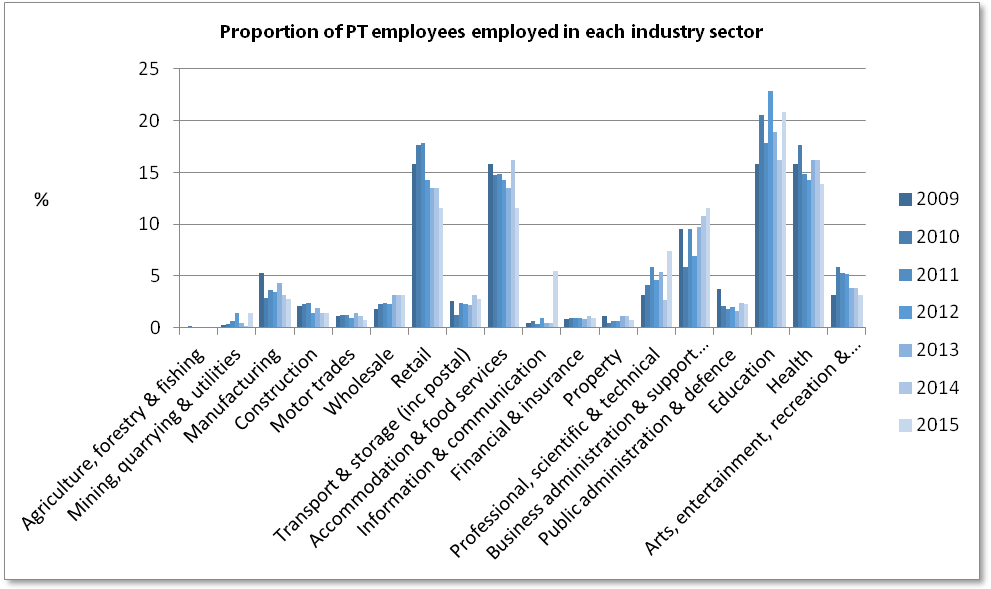 Proportion of PT employees employed in each industry sector
25
20
15
10
5
0
%
Agriculture, forestry & fishing
Mining, quarrying & utilities
Manufacturing
Construction
Motor trades
Wholesale
Retail
Transport & storage (inc postal)
Accommodation & food services
Information & communication
Financial & insurance
Property
Professional, scientific & technical
Business administration & support...
Public administration & defence
Education
Health
Arts, entertainment, recreation &...
2009
2010
2011
2012
2013
2014
2015